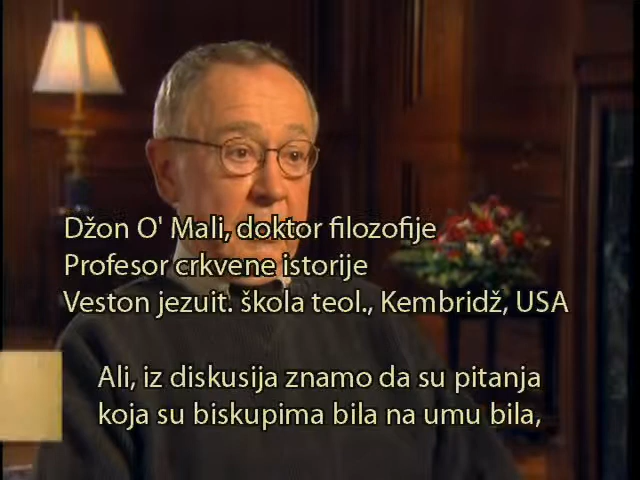 Džon O' Mali, doktor filozofije
Profesor crkvene istorije
Veston jezuit. škola teol., Kembridž, USA
Ali, iz diskusija znamo da su pitanja
koja su biskupima bila na umu bila,